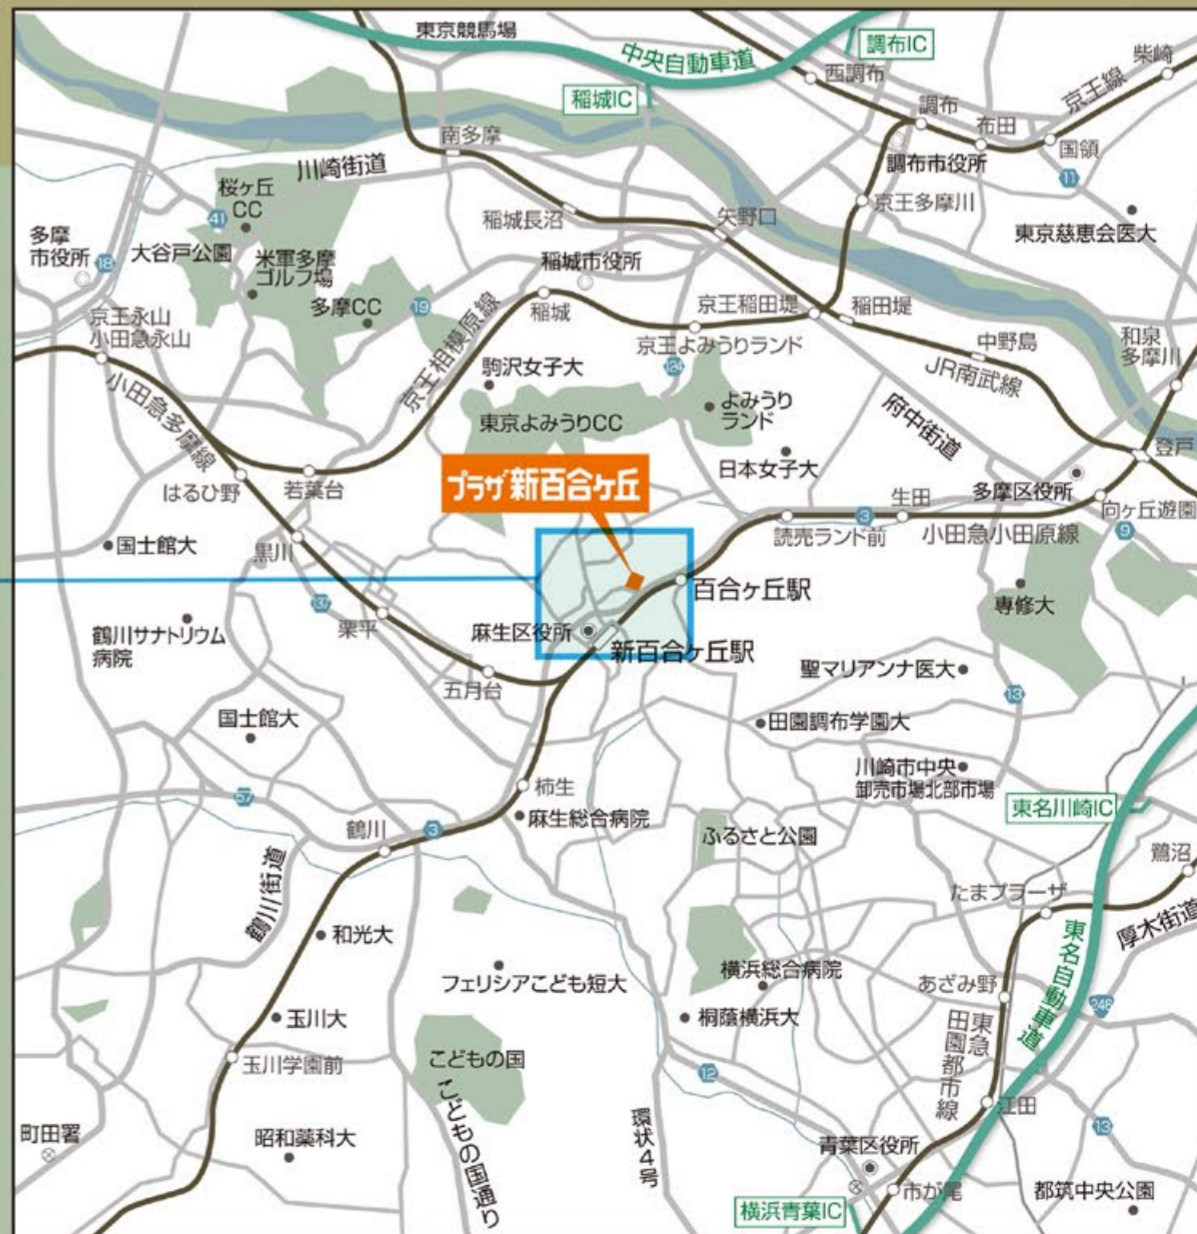 東京競馬場
中央自動車道
調布IC
稲城IC
西調布
柴崎
京王線
調布
布田
国領
調布市役所
11
南多摩
川崎街道
桜ヶ丘
CC
41
多摩
市役所
18
大谷戸公園
米軍多摩
ゴルフ場
多摩CC
19
稲城長沼
矢野口
京王多摩川
東京慈恵会医大
稲城市役所
稲城
京王稲田堤
稲田堤
京王よみうりランド
124
中野島
JR南武線
和泉
多摩川
京王永山
小田急永山
小田急多摩線
京王相模原線
駒沢女子大
東京よみうりCC
よみうり
ランド
府中街道
日本女子大
登戸
はるひ野
若葉台
プラザ新百合ヶ丘
多摩区役所
生田
3
読売ランド前
小田急小田原線
向ヶ丘遊園
9
国士館大
黒川
百合ヶ丘駅
専修大
37
栗平
鶴川サナトリウム
病院
麻生区役所
新百合ヶ丘駅
五月台
聖マリアンナ医大
13
国士館大
田園調布学園大
川崎市中央
卸売市場北部市場
57
柿生
麻生総合病院
東名川崎IC
鶴川
3
ふるさと公園
鷺沼
鶴川街道
たまプラーザ
厚木街道
東名自動車道
和光大
フェリシアこども短大
横浜総合病院
あざみ野
246
玉川大
桐蔭横浜大
東急
田園都市線
玉川学園前
こどもの国
こどもの国通り
12
江田
13
町田署
昭和薬科大
環状4号
青葉区役所
市が尾
都筑中央公園
横浜青葉IC